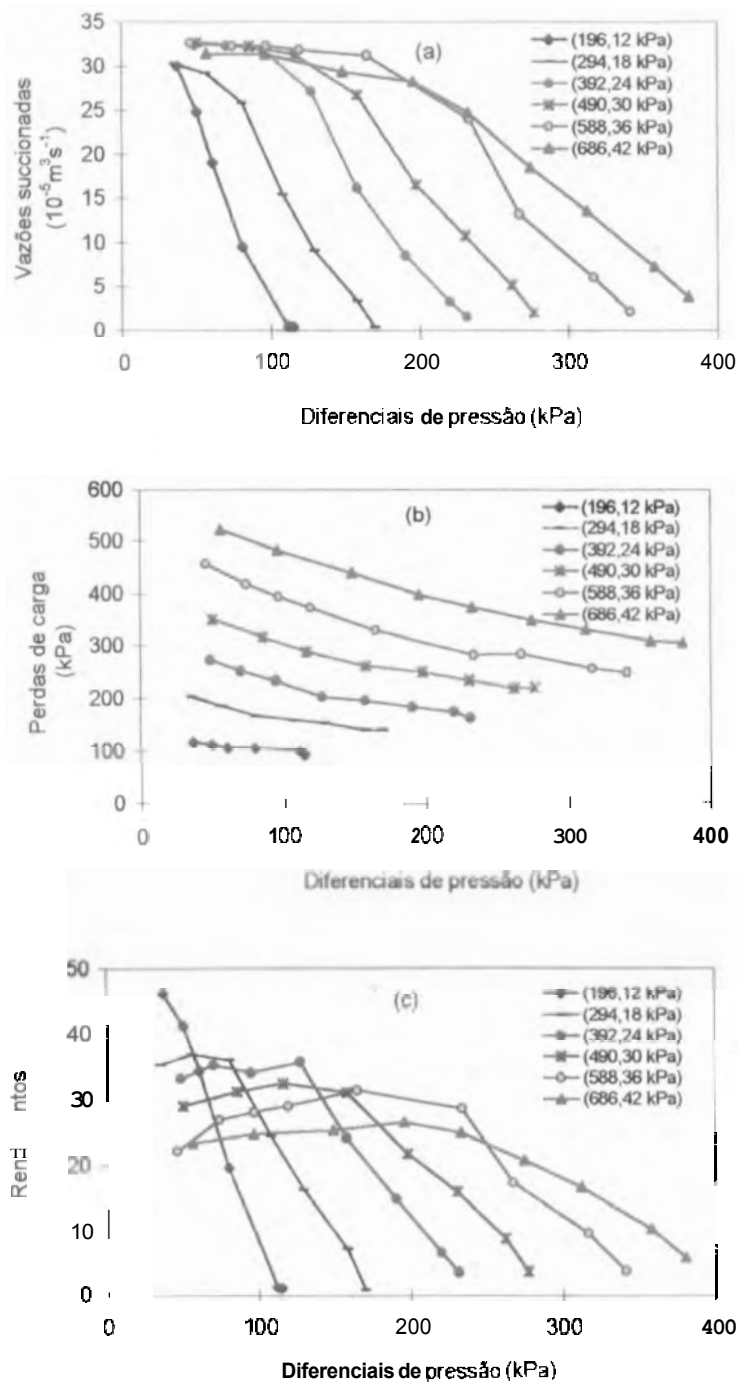 35
30
25
20
15
10
5
0
Vazões succionadas
(10⁻⁵m³s⁻¹)
(a)
(196,12 kPa)
(294,18 kPa)
(392,24 kPa)
(490,30 kPa)
(588,36 kPa)
(686,42 kPa)
0 100 200 300 400
Diferenciais de pressão (kPa)
600
500
400
300
200
100
0
Perdas de carga
(kPa)
(b)
(196,12 kPa)
(294,18 kPa)
(392,24 kPa)
(490,30 kPa)
(588,36 kPa)
(686,42 kPa)
0 100 200 300 400
Diferenciais de pressão (kPa)
50
40
30
20
10
0
ntos
(c)
(196,12 kPa)
(294,18 kPa)
(392,24 kPa)
(490,30 kPa)
(588,36 kPa)
(686,42 kPa)
0 100 200 300 400
Diferenciais de pressão (kPa)